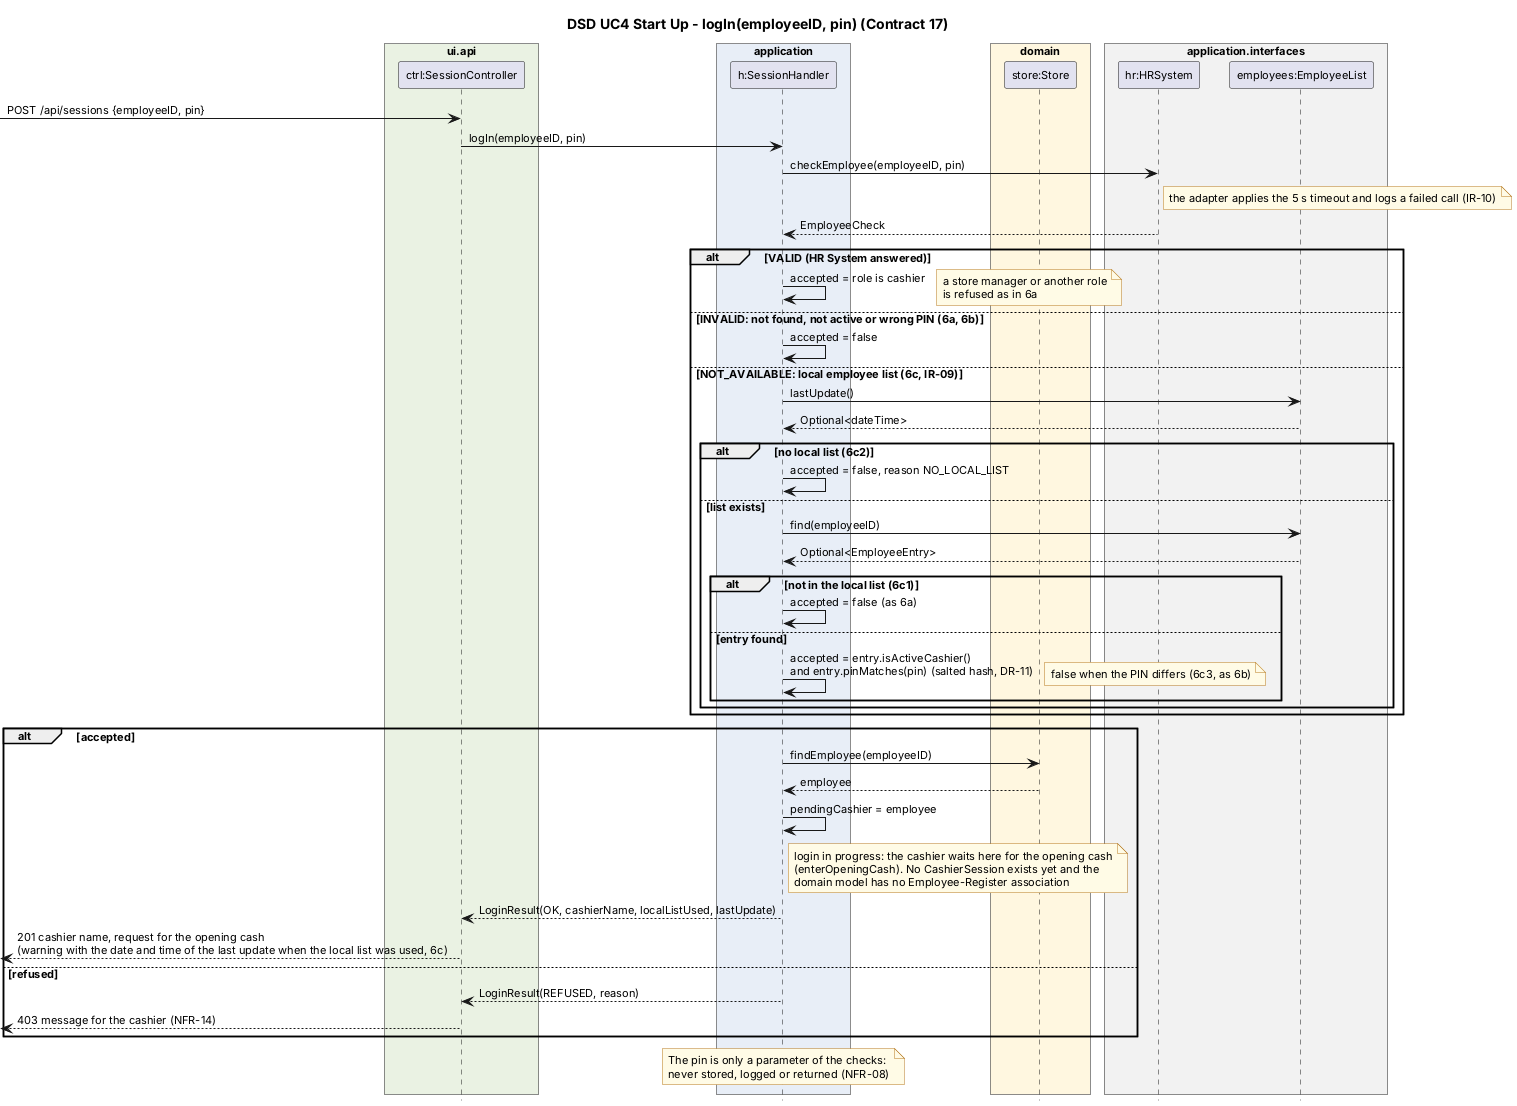 DSD UC4 Start Up - logIn(employeeID, pin) (Contract 17)
ui.api
application
domain
application.interfaces
ctrl:SessionController
h:SessionHandler
store:Store
hr:HRSystem
employees:EmployeeList
POST /api/sessions {employeeID, pin}
logIn(employeeID, pin)
checkEmployee(employeeID, pin)
the adapter applies the 5 s timeout and logs a failed call (IR-10)
EmployeeCheck
alt
[VALID (HR System answered)]
accepted = role is cashier
a store manager or another role
is refused as in 6a
[INVALID: not found, not active or wrong PIN (6a, 6b)]
accepted = false
[NOT_AVAILABLE: local employee list (6c, IR-09)]
lastUpdate()
Optional<dateTime>
alt
[no local list (6c2)]
accepted = false, reason NO_LOCAL_LIST
[list exists]
find(employeeID)
Optional<EmployeeEntry>
alt
[not in the local list (6c1)]
accepted = false (as 6a)
[entry found]
accepted = entry.isActiveCashier()
and entry.pinMatches(pin) (salted hash, DR-11)
false when the PIN differs (6c3, as 6b)
alt
[accepted]
findEmployee(employeeID)
employee
pendingCashier = employee
login in progress: the cashier waits here for the opening cash
(enterOpeningCash). No CashierSession exists yet and the
domain model has no Employee-Register association
LoginResult(OK, cashierName, localListUsed, lastUpdate)
201 cashier name, request for the opening cash
(warning with the date and time of the last update when the local list was used, 6c)
[refused]
LoginResult(REFUSED, reason)
403 message for the cashier (NFR-14)
The pin is only a parameter of the checks:
never stored, logged or returned (NFR-08)